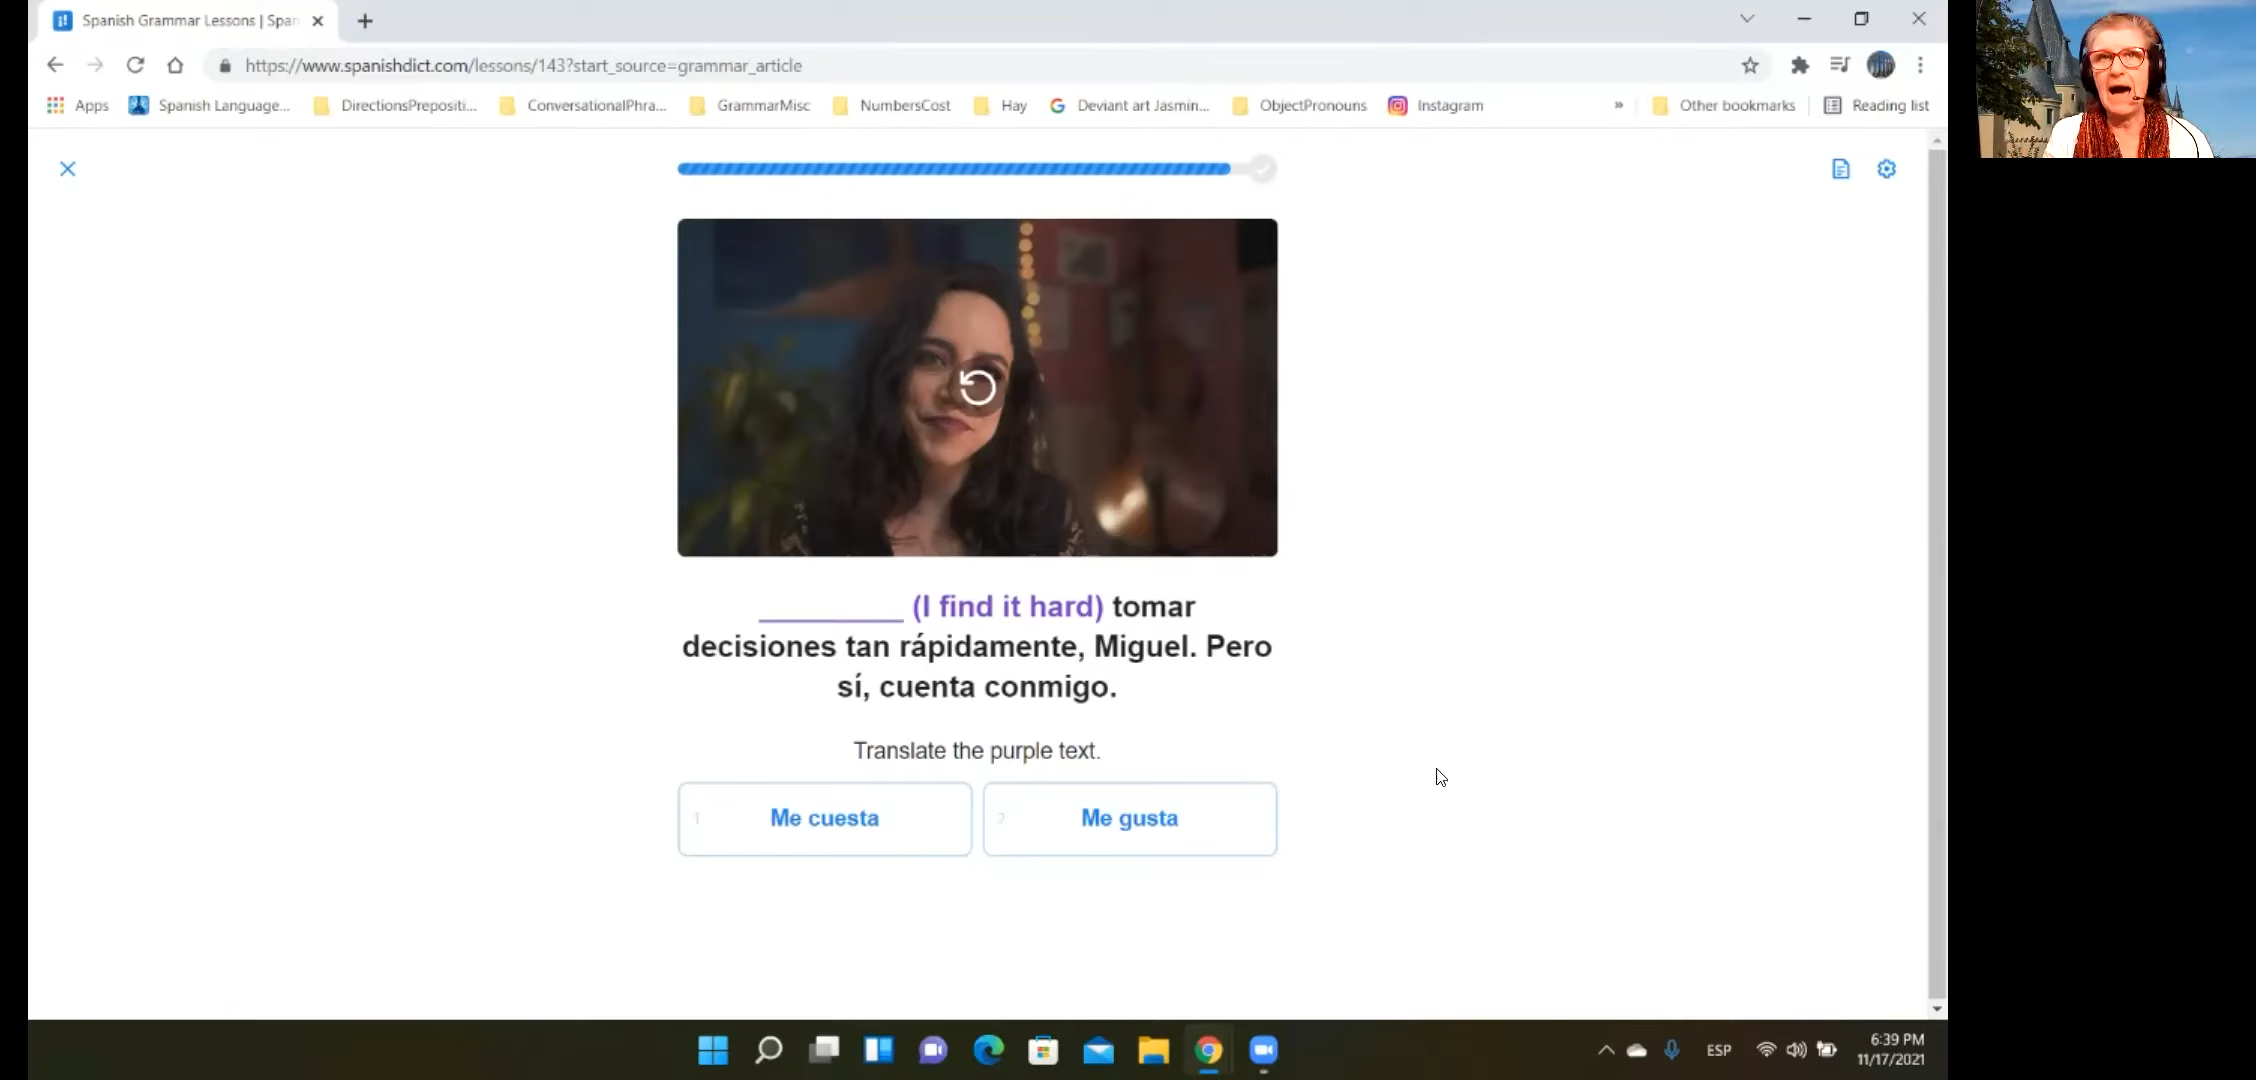 Spanish Grammar Lessons | Span
https://www.spanishdict.com/lessons/143?start_source=grammar_article
Apps Spanish Language... DirectionsPrepositi... ConversationalPhra... GrammarMisc NumbersCost Hay Deviant art Jasmin... ObjectPronouns Instagram » Other bookmarks Reading list
_________ (I find it hard) tomar
decisiones tan rápidamente, Miguel. Pero
sí, cuenta conmigo.
Translate the purple text.
1 Me cuesta 2 Me gusta
ESP 6:39 PM
11/17/2021